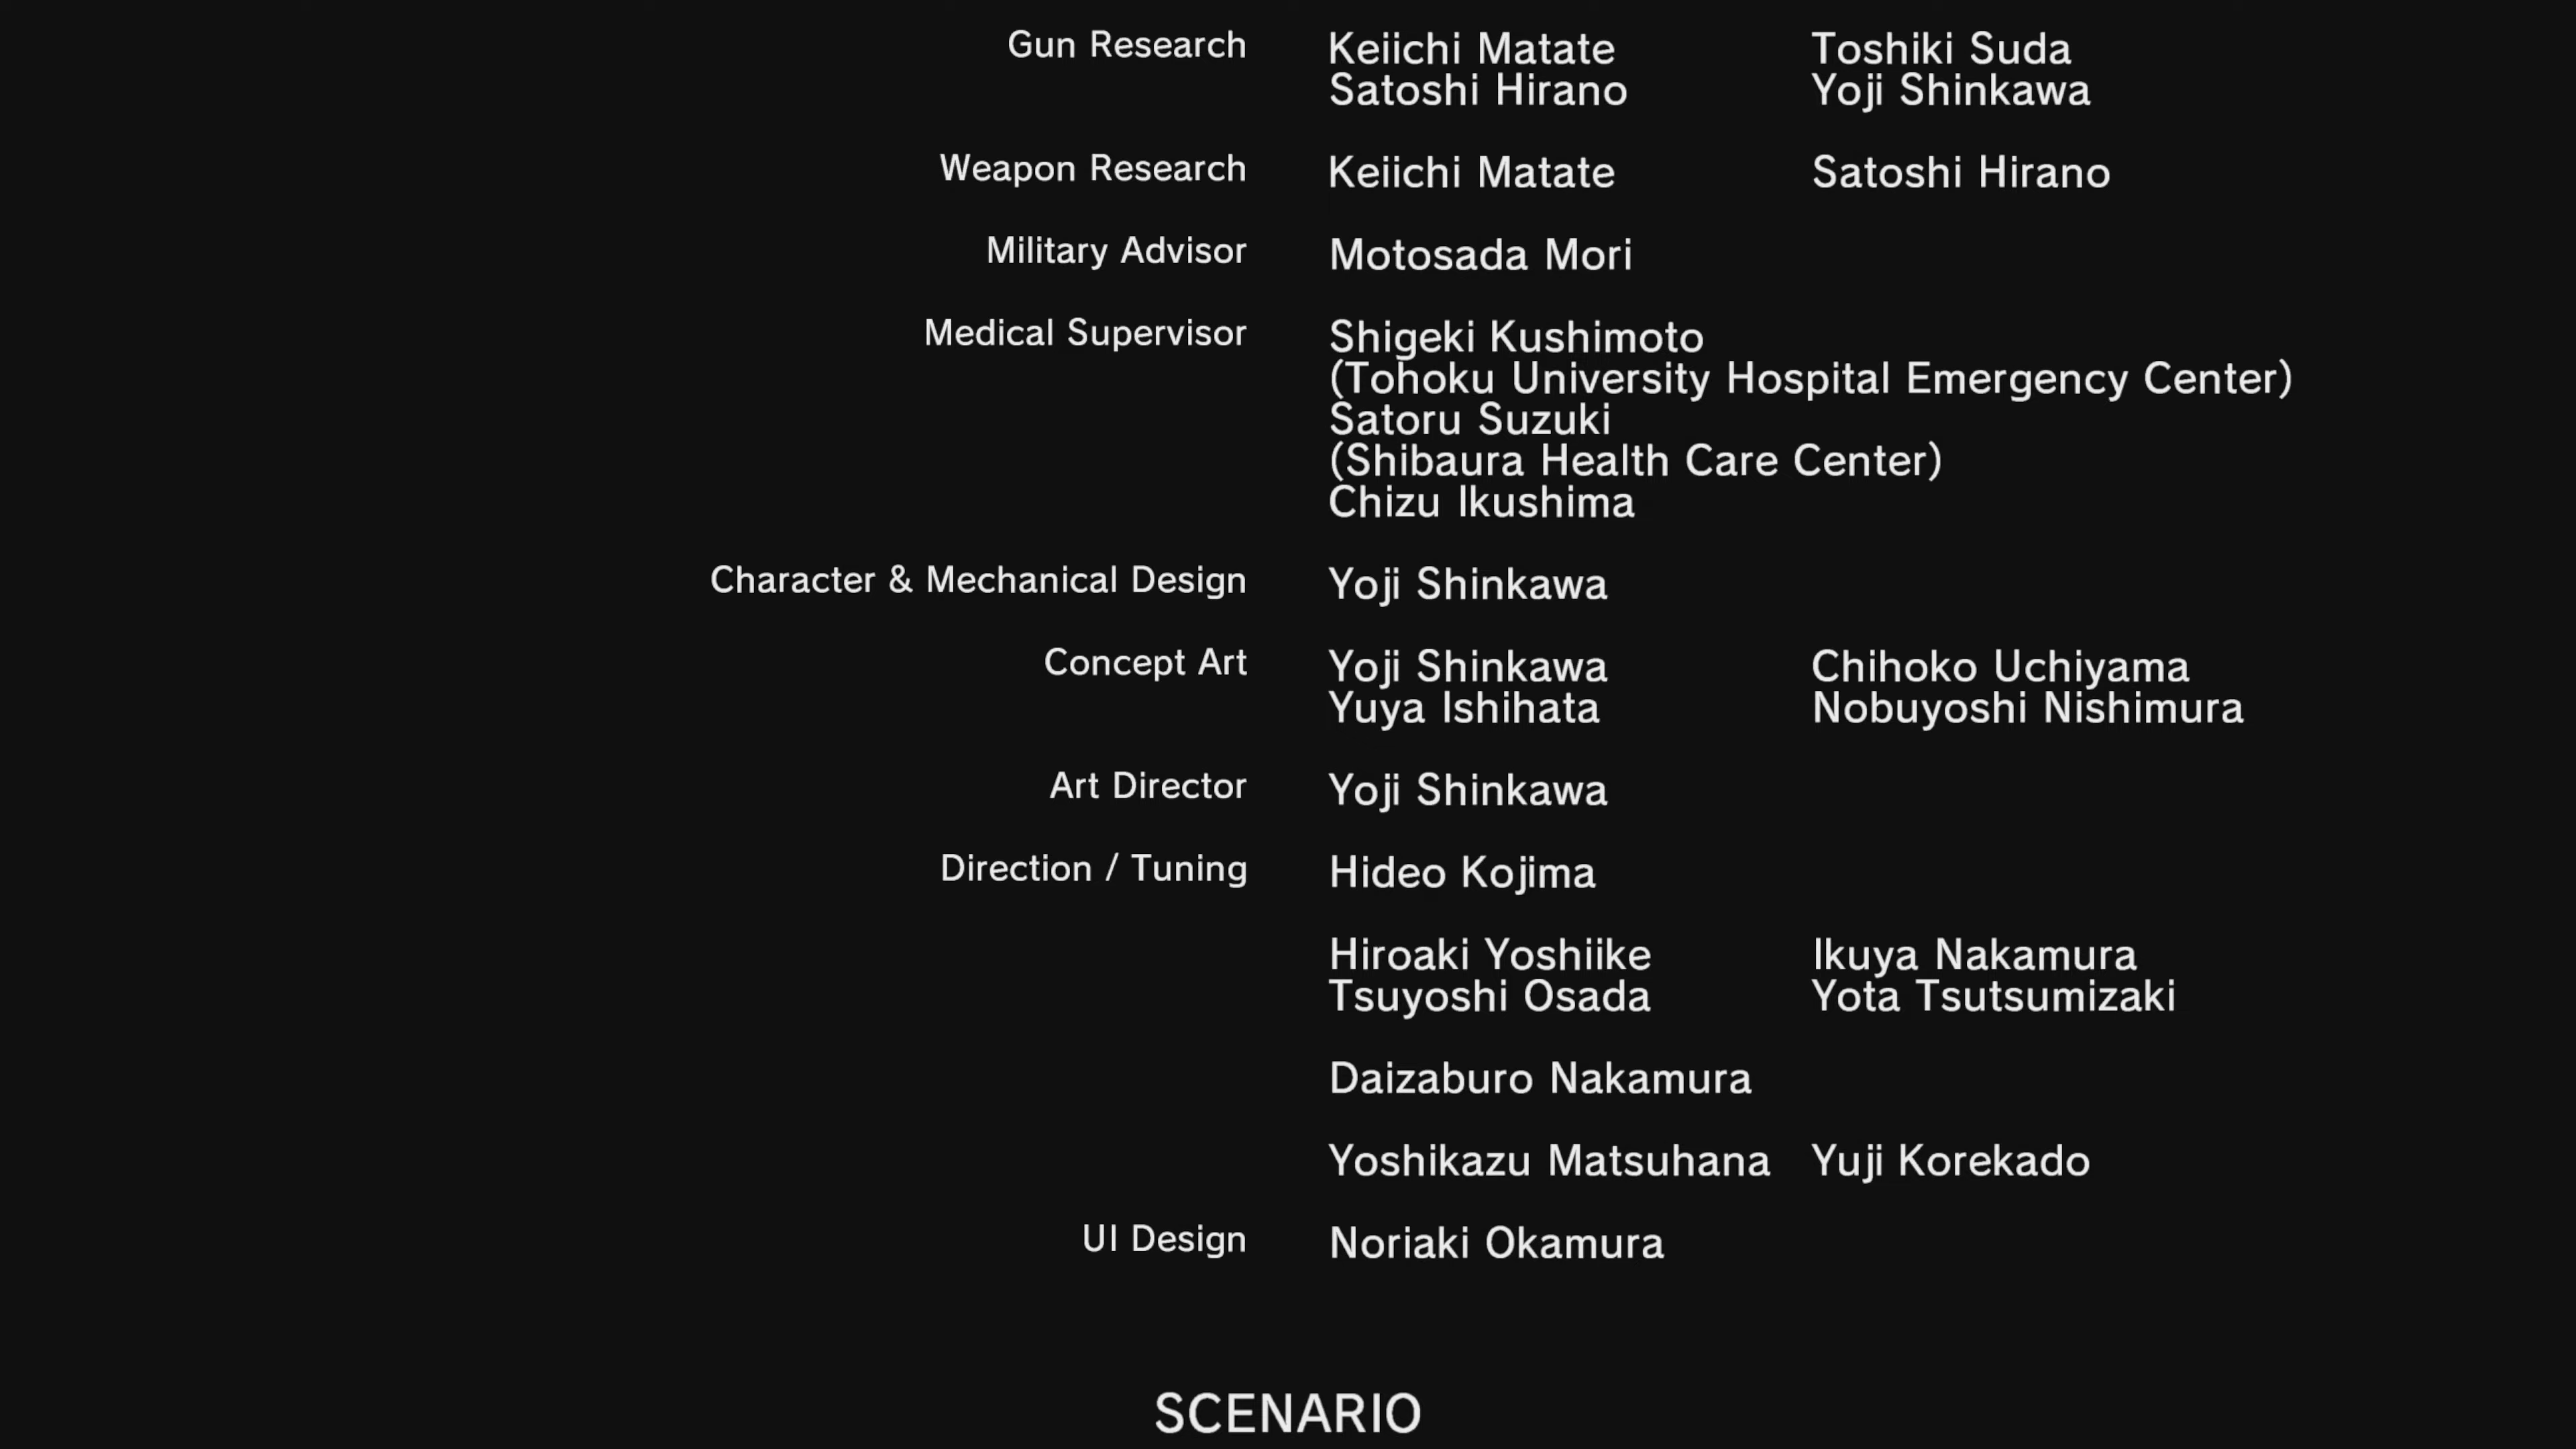 Gun Research Keiichi Matate Toshiki Suda
Satoshi Hirano Yoji Shinkawa
Weapon Research Keiichi Matate Satoshi Hirano
Military Advisor Motosada Mori
Medical Supervisor Shigeki Kushimoto
(Tohoku University Hospital Emergency Center)
Satoru Suzuki
(Shibaura Health Care Center)
Chizu Ikushima
Character & Mechanical Design Yoji Shinkawa
Concept Art Yoji Shinkawa Chihoko Uchiyama
Yuya Ishihata Nobuyoshi Nishimura
Art Director Yoji Shinkawa
Direction / Tuning Hideo Kojima
Hiroaki Yoshiike Ikuya Nakamura
Tsuyoshi Osada Yota Tsutsumizaki
Daizaburo Nakamura
Yoshikazu Matsuhana Yuji Korekado
UI Design Noriaki Okamura
SCENARIO